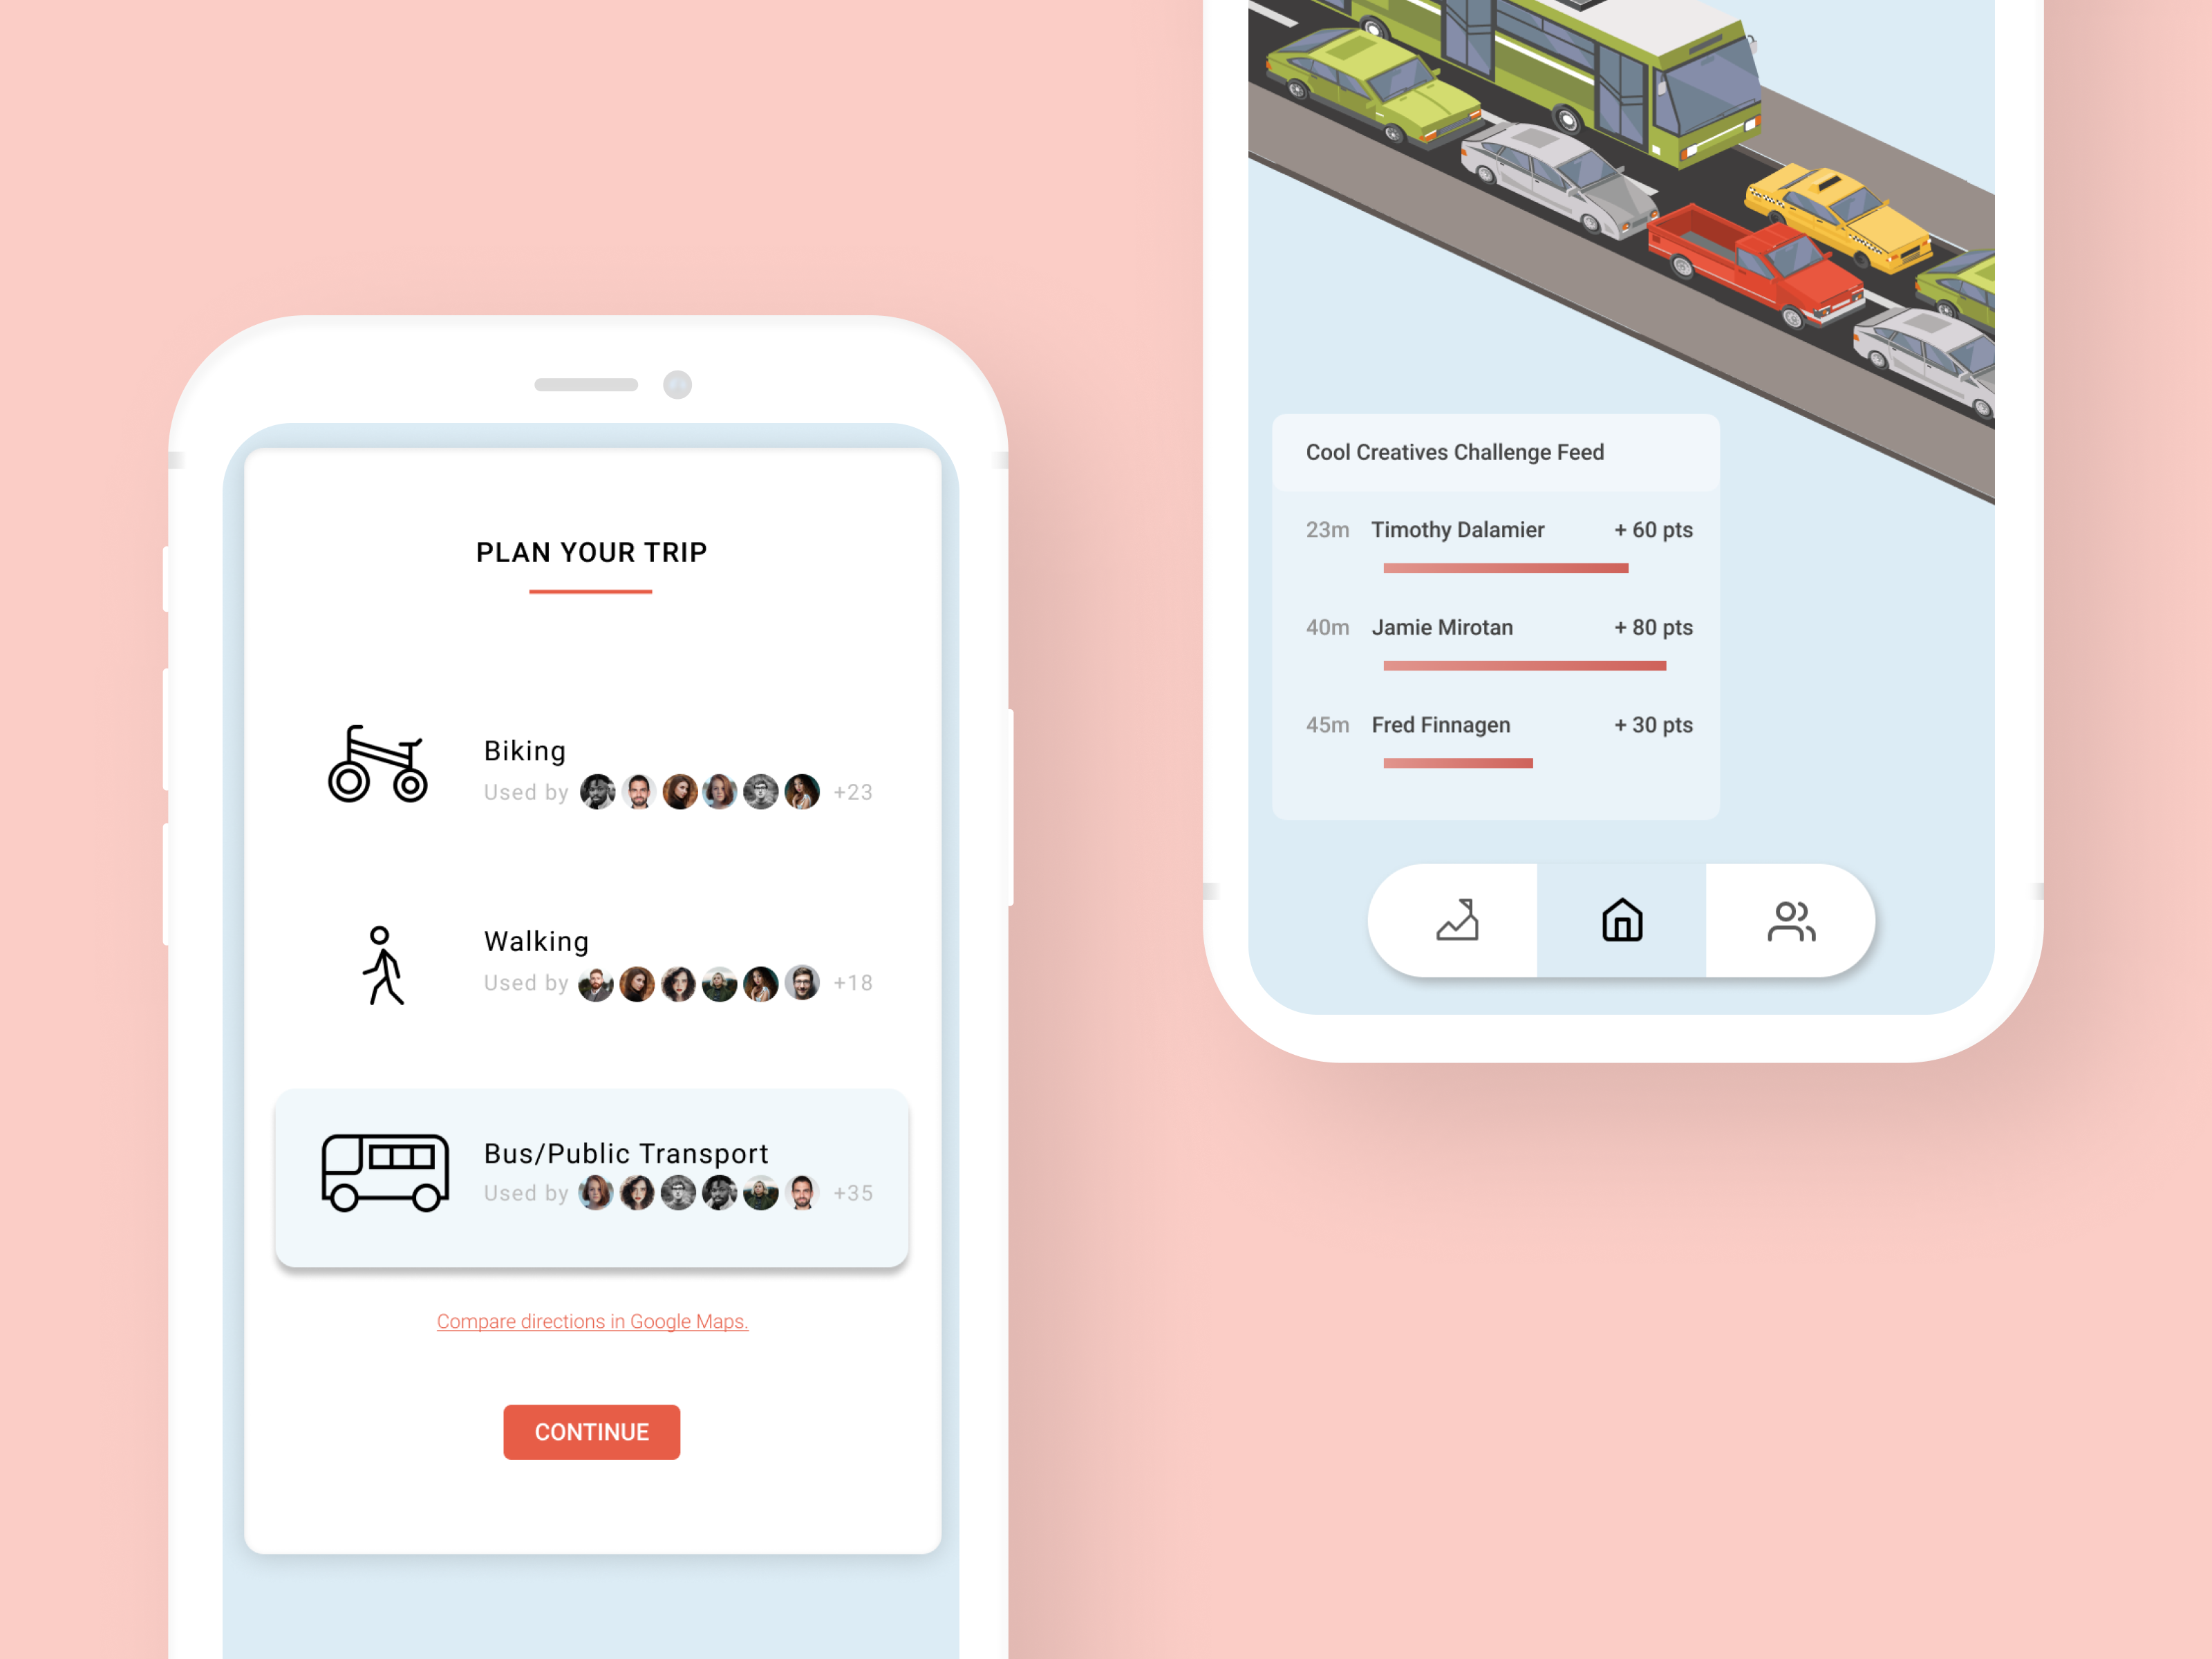 PLAN YOUR TRIP
Biking
Used by +23
Walking
Used by +18
Bus/Public Transport
Used by +35
Compare directions in Google Maps.
CONTINUE
Cool Creatives Challenge Feed
23m Timothy Dalamier + 60 pts
40m Jamie Mirotan + 80 pts
45m Fred Finnagen + 30 pts